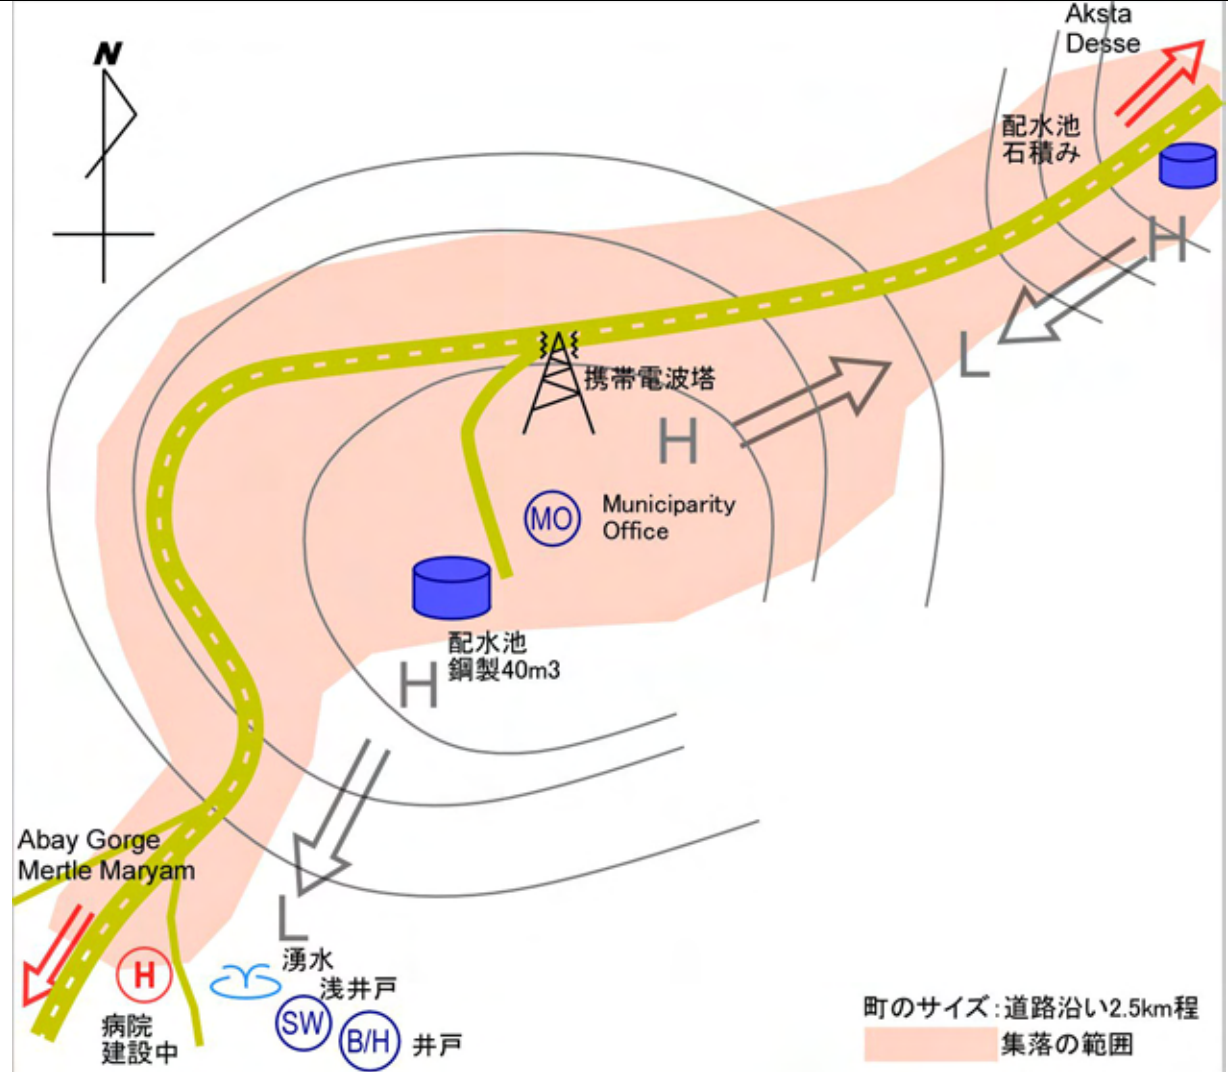 Aksta
Desse
N
配水池
石積み
H
L
携帯電波塔
H
MO
Municiparity
Office
配水池
鋼製40m3
H
Abay Gorge
Mertle Maryam
L
湧水
浅井戸
H
SW
B/H
井戸
病院
建設中
町のサイズ：道路沿い2.5km程
集落の範囲